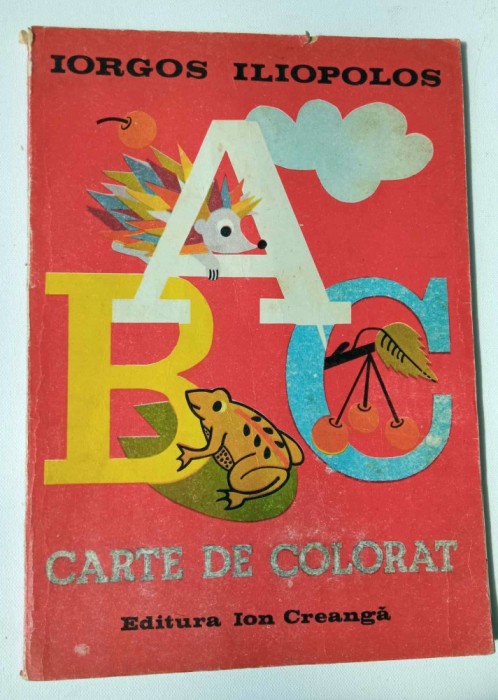 IORGOS ILIOPOLOS
A
B C
CARTE DE COLORAT
Editura Ion Creangă